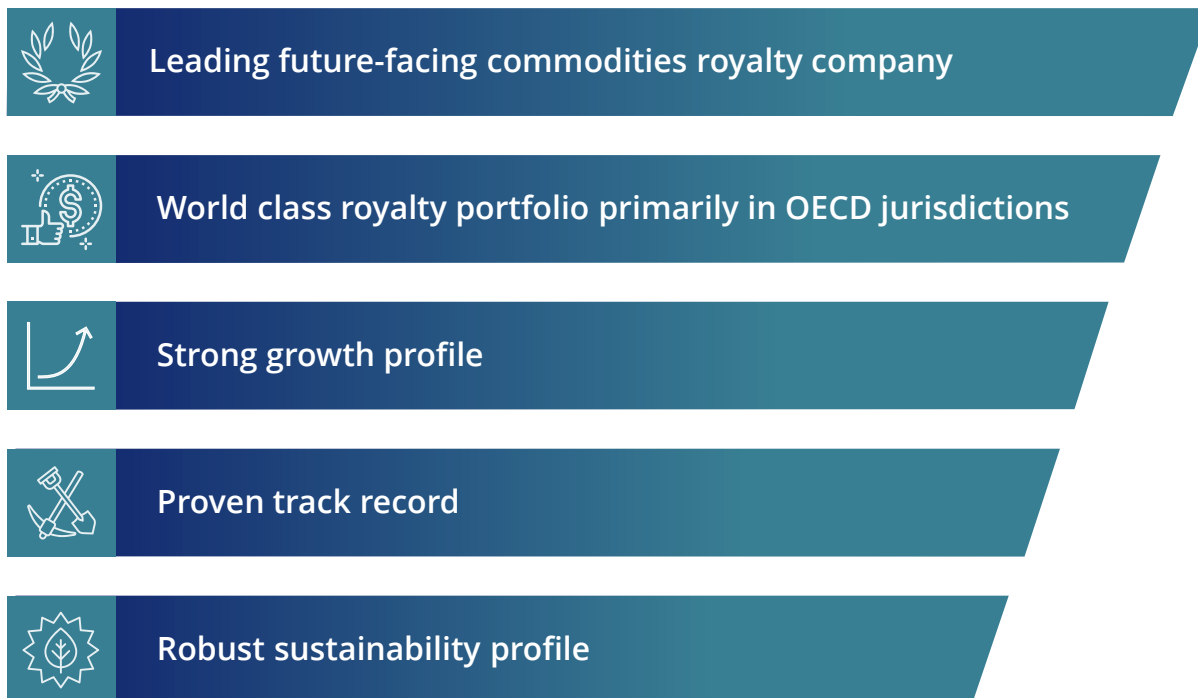 Leading future-facing commodities royalty company
World class royalty portfolio primarily in OECD jurisdictions
Strong growth profile
Proven track record
Robust sustainability profile